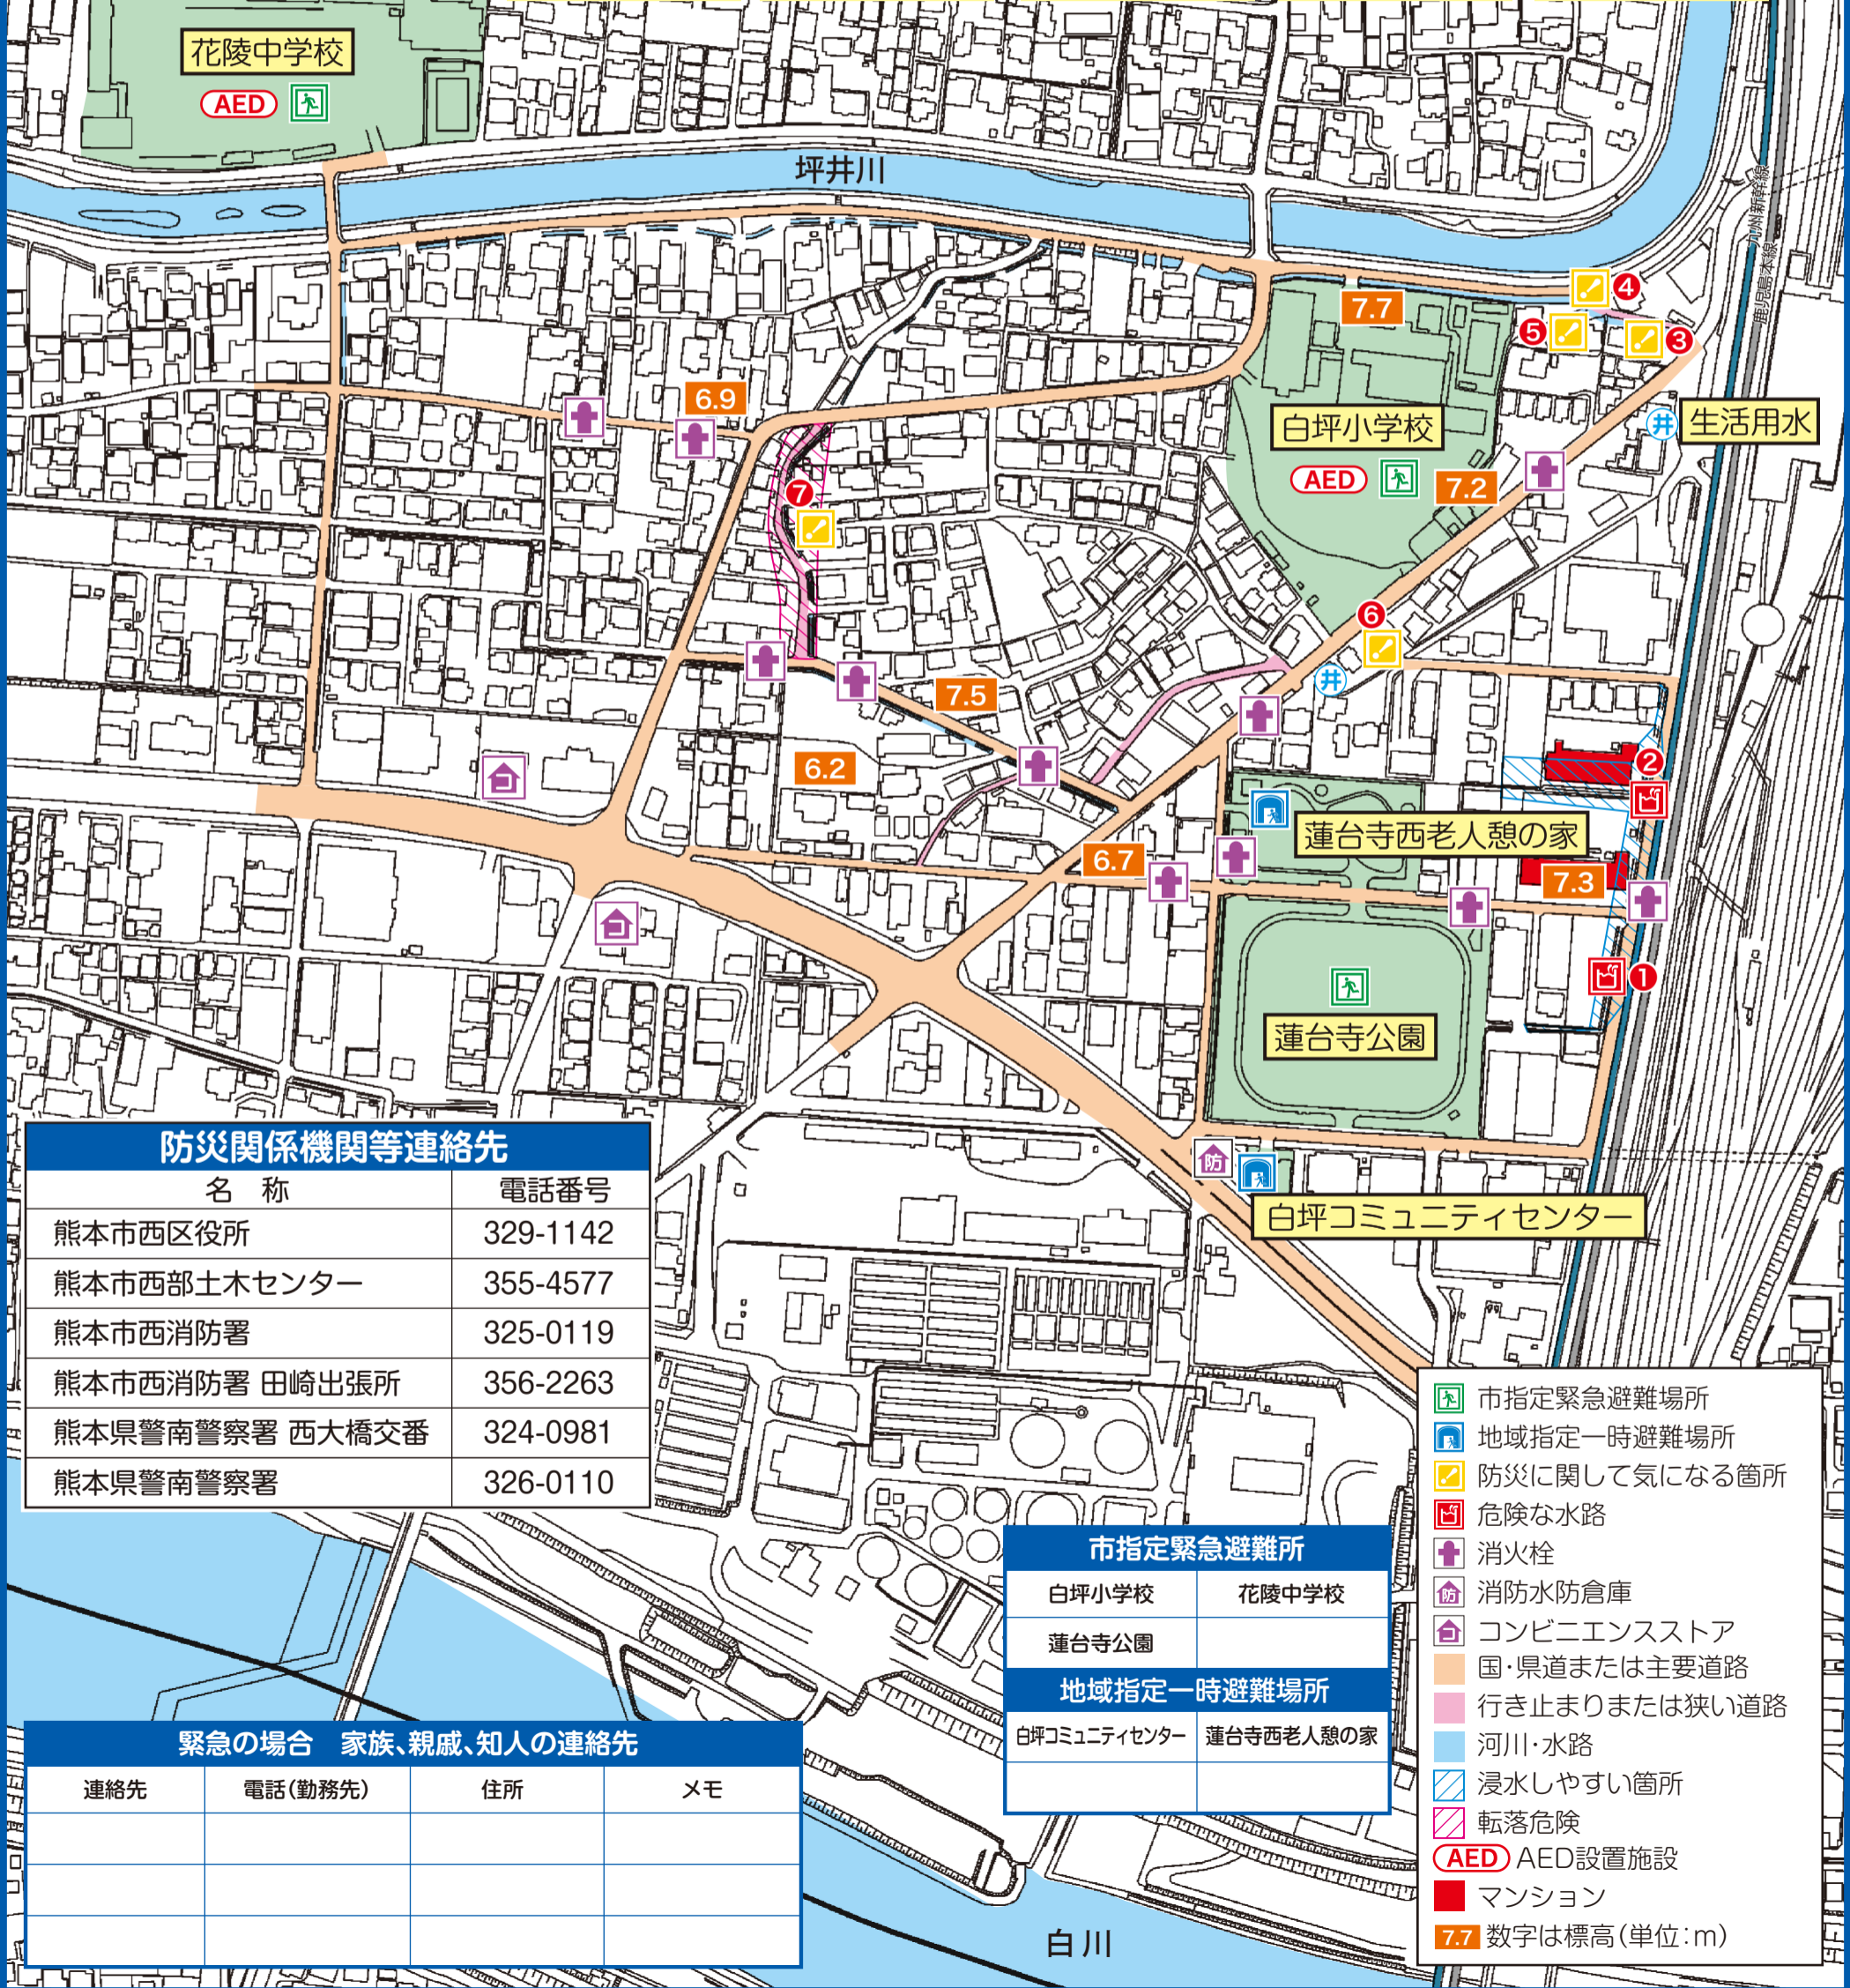 花陵中学校
AED
坪井川
九州新幹線
鹿児島本線
7.7
4
5
3
6.9
白坪小学校
AED
井
生活用水
7.2
7
6
井
7.5
6.2
2
蓮台寺西老人憩の家
6.7
7.3
1
蓮台寺公園
防
白坪コミュニティセンター
防災関係機関等連絡先
名 称 電話番号
熊本市西区役所 329-1142
熊本市西部土木センター 355-4577
熊本市西消防署 325-0119
熊本市西消防署 田崎出張所 356-2263
熊本県警南警察署 西大橋交番 324-0981
熊本県警南警察署 326-0110
市指定緊急避難所
白坪小学校 花陵中学校
蓮台寺公園
地域指定一時避難場所
白坪コミュニティセンター 蓮台寺西老人憩の家
緊急の場合 家族、親戚、知人の連絡先
連絡先 電話(勤務先) 住所 メモ
白川
市指定緊急避難場所
地域指定一時避難場所
防災に関して気になる箇所
危険な水路
消火栓
防 消防水防倉庫
コンビニエンスストア
国・県道または主要道路
行き止まりまたは狭い道路
河川・水路
浸水しやすい箇所
転落危険
AED AED設置施設
マンション
7.7 数字は標高(単位:m)